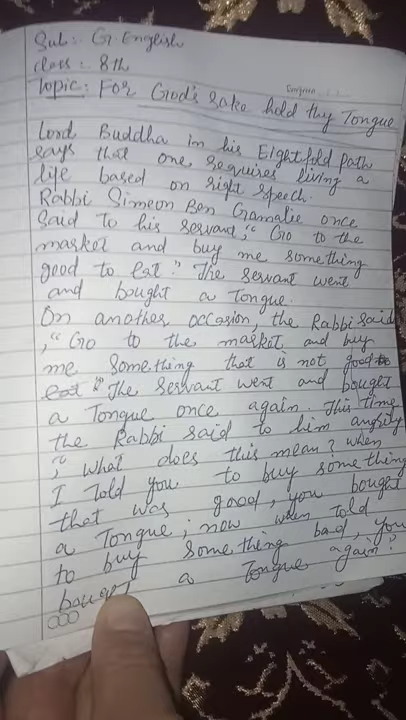 Sub:- Gr. English
class :- 8th
Topic: For God's Sake hold thy Tongue
Lord Buddha in his Eight fold Path
says that one requires living a
life based on right speech.
Rabbi Simeon Ben Gamalie once
Said to his servant," Go to the
market and buy me something
good to Eat" The servant went
and bought a Tongue.
On another occasion, the Rabbi said
," Go to the market and buy
me something that is not good to
eat " The servant went and bought
a Tongue once again. This time
the Rabbi said to him angrily
," What does this mean? when
I Told you to buy something
that was good, you bought
a Tongue; now when told
to buy something bad, you
bought a Tongue again?